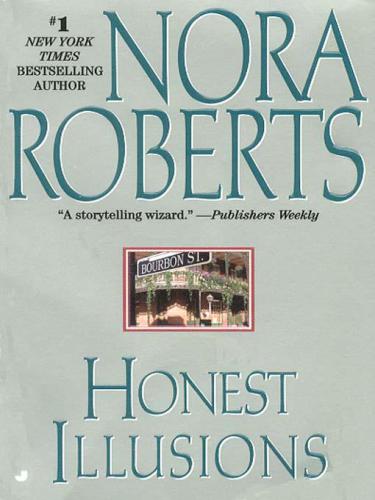 #1
NEW YORK
TIMES
BESTSELLING
AUTHOR
NORA
ROBERTS
“A storytelling wizard.” —Publishers Weekly
BOURBON ST.
HONEST
ILLUSIONS